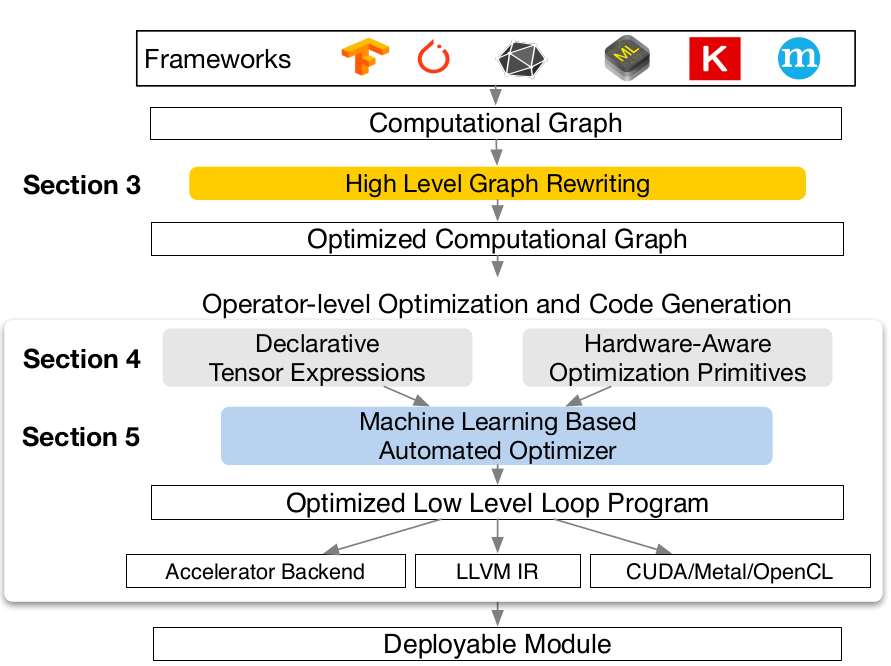 Frameworks
ML
K
m
Computational Graph
Section 3
High Level Graph Rewriting
Optimized Computational Graph
Operator-level Optimization and Code Generation
Section 4
Declarative
Tensor Expressions
Hardware-Aware
Optimization Primitives
Section 5
Machine Learning Based
Automated Optimizer
Optimized Low Level Loop Program
Accelerator Backend
LLVM IR
CUDA/Metal/OpenCL
Deployable Module